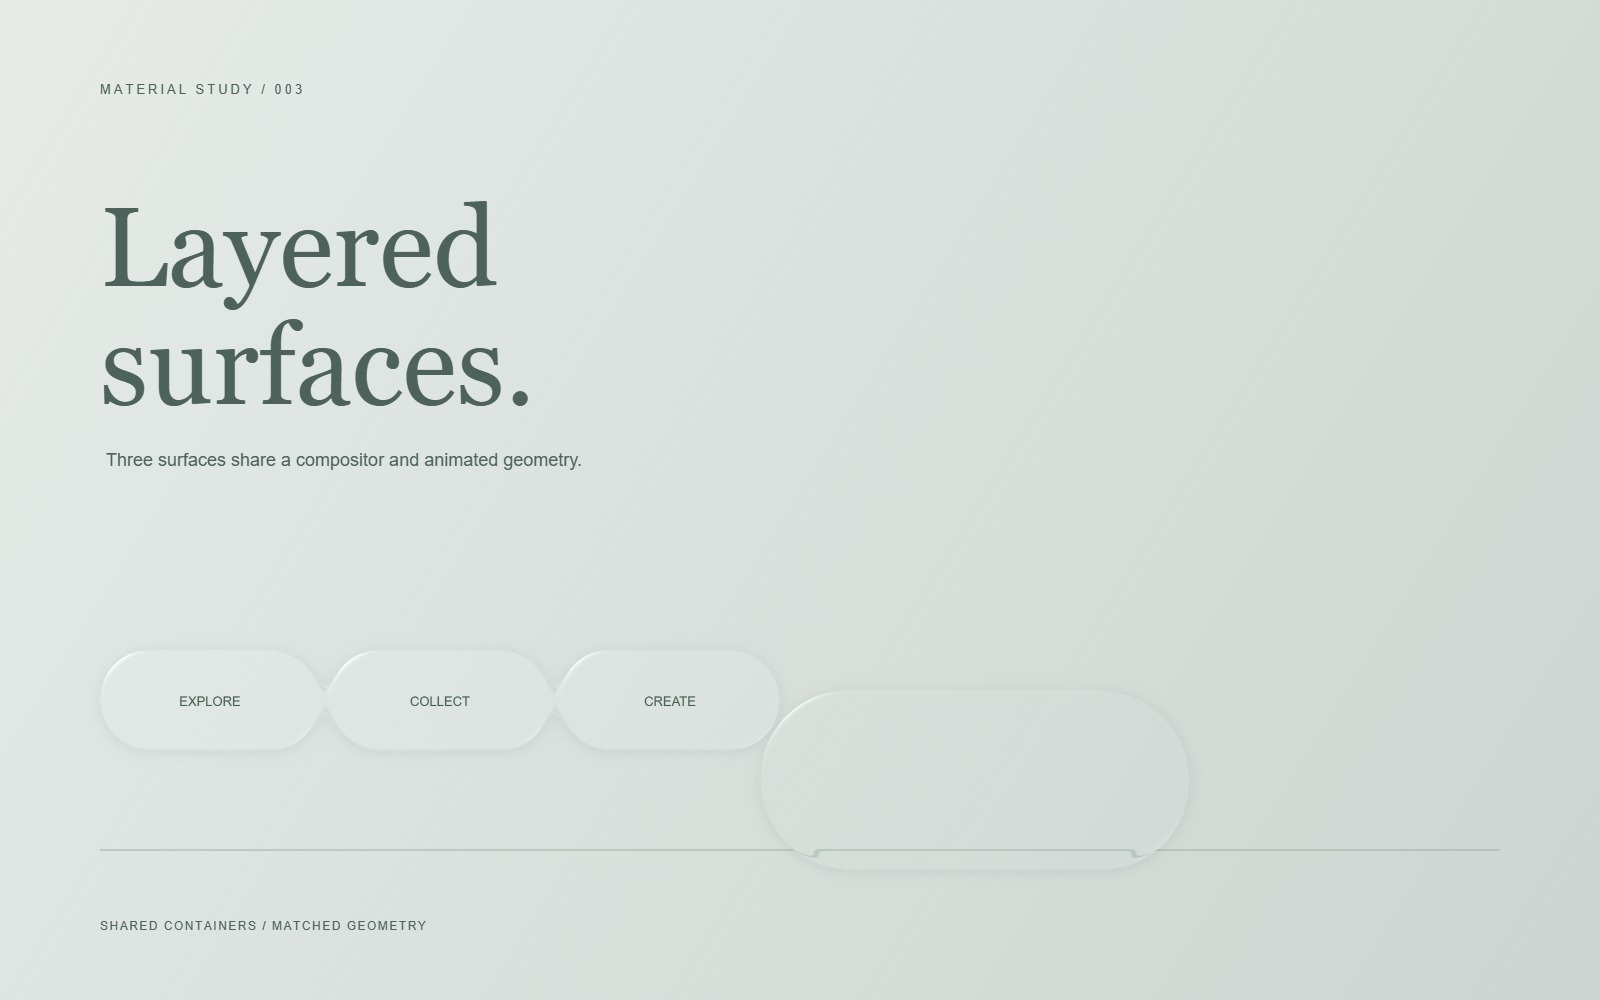 MATERIAL STUDY / 003
Layered
surfaces.
Three surfaces share a compositor and animated geometry.
EXPLORE
COLLECT
CREATE
SHARED CONTAINERS / MATCHED GEOMETRY